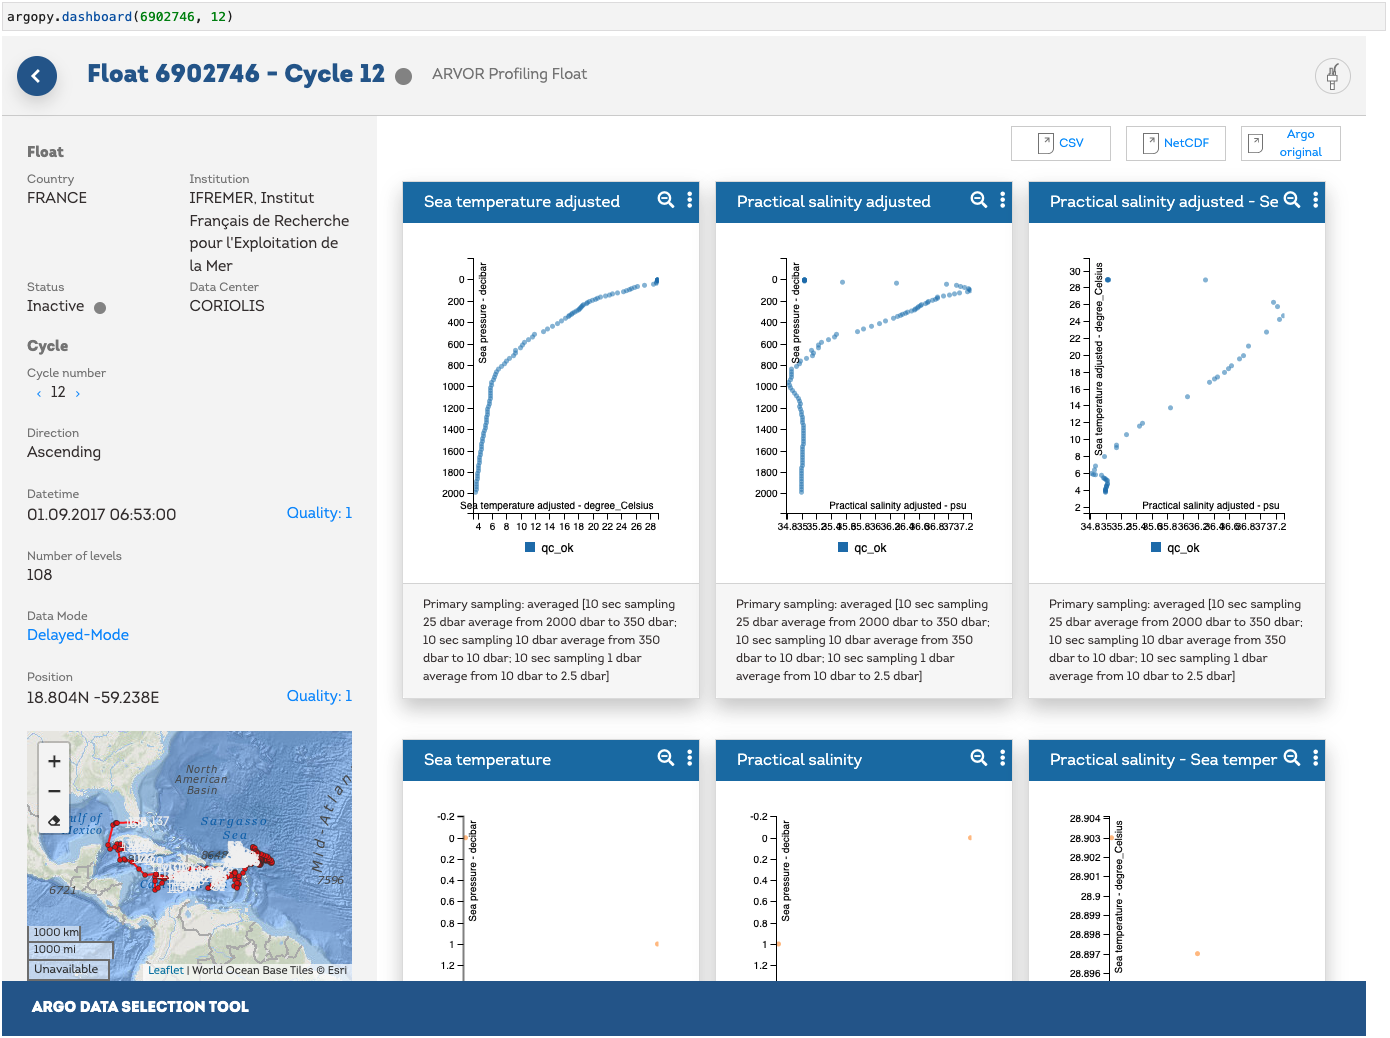 argopy.dashboard(6902746, 12)
Float 6902746 - Cycle 12
ARVOR Profiling Float
Float
Country
FRANCE
Institution
IFREMER, Institut
Français de Recherche
pour l'Exploitation de
la Mer
Status
Inactive
Data Center
CORIOLIS
Cycle
Cycle number
‹ 12 ›
Direction
Ascending
Datetime
01.09.2017 06:53:00
Quality: 1
Number of levels
108
Data Mode
Delayed-Mode
Position
18.804N -59.238E
Quality: 1
+
−
North
American
Basin
Sargasso
Sea
Mid-Atlan
6721
7596
1000 km
1000 mi
Unavailable
Leaflet | World Ocean Base Tiles © Esri
CSV
NetCDF
Argo
original
Sea temperature adjusted
Sea pressure - decibar
0
200
400
600
800
1000
1200
1400
1600
1800
2000
Sea temperature adjusted - degree_Celsius
4 6 8 10 12 14 16 18 20 22 24 26 28
qc_ok
Primary sampling: averaged [10 sec sampling
25 dbar average from 2000 dbar to 350 dbar;
10 sec sampling 10 dbar average from 350
dbar to 10 dbar; 10 sec sampling 1 dbar
average from 10 dbar to 2.5 dbar]
Practical salinity adjusted
Sea pressure - decibar
0
200
400
600
800
1000
1200
1400
1600
1800
2000
Practical salinity adjusted - psu
34.8 35 35.2 35.4 35.6 35.8 36 36.2 36.4 36.6 36.8 37 37.2
qc_ok
Primary sampling: averaged [10 sec sampling
25 dbar average from 2000 dbar to 350 dbar;
10 sec sampling 10 dbar average from 350
dbar to 10 dbar; 10 sec sampling 1 dbar
average from 10 dbar to 2.5 dbar]
Practical salinity adjusted - Se
Sea temperature adjusted - degree_Celsius
30
28
26
24
22
20
18
16
14
12
10
8
6
4
2
Practical salinity adjusted - psu
34.8 35 35.2 35.4 35.6 35.8 36 36.2 36.4 36.6 36.8 37 37.2
qc_ok
Primary sampling: averaged [10 sec sampling
25 dbar average from 2000 dbar to 350 dbar;
10 sec sampling 10 dbar average from 350
dbar to 10 dbar; 10 sec sampling 1 dbar
average from 10 dbar to 2.5 dbar]
Sea temperature
Sea pressure - decibar
-0.2
0
0.2
0.4
0.6
0.8
1
1.2
Practical salinity
Sea pressure - decibar
-0.2
0
0.2
0.4
0.6
0.8
1
1.2
Practical salinity - Sea temper
Sea temperature - degree_Celsius
28.904
28.903
28.902
28.901
28.9
28.899
28.898
28.897
28.896
ARGO DATA SELECTION TOOL